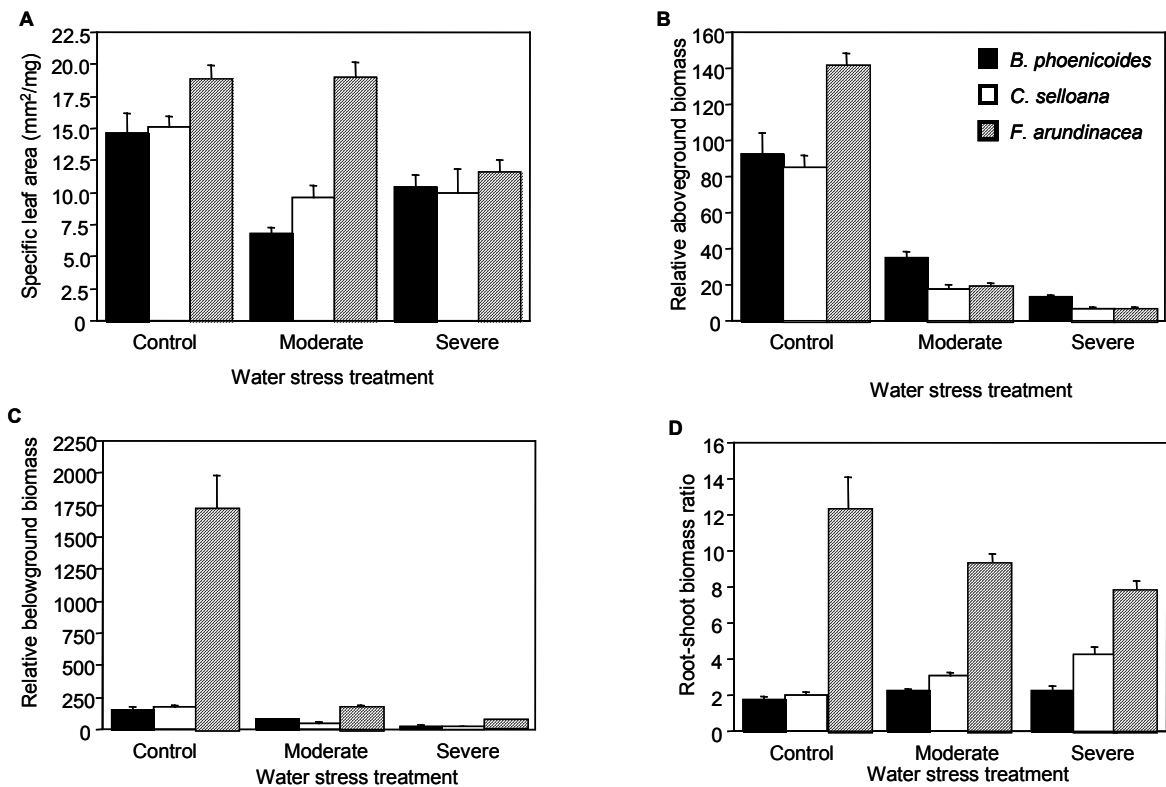 A
Specific leaf area (mm²/mg)
22.5
20.0
17.5
15.0
12.5
10.0
7.5
5.0
2.5
0
Control Moderate Severe
Water stress treatment
B
Relative aboveground biomass
160
140
120
100
80
60
40
20
0
B. phoenicoides
C. selloana
F. arundinacea
Control Moderate Severe
Water stress treatment
C
Relative belowground biomass
2250
2000
1750
1500
1250
1000
750
500
250
0
Control Moderate Severe
Water stress treatment
D
Root-shoot biomass ratio
16
14
12
10
8
6
4
2
0
Control Moderate Severe
Water stress treatment